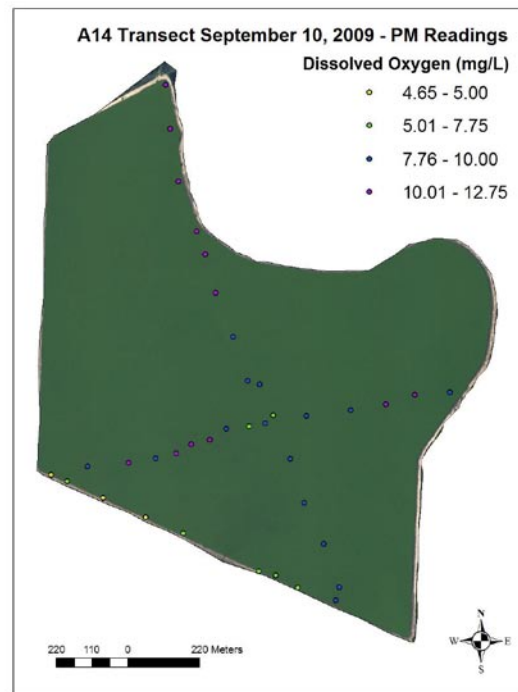 A14 Transect September 10, 2009 - PM Readings
Dissolved Oxygen (mg/L)
4.65 - 5.00
5.01 - 7.75
7.76 - 10.00
10.01 - 12.75
N
W E
S
220 110 0 220 Meters